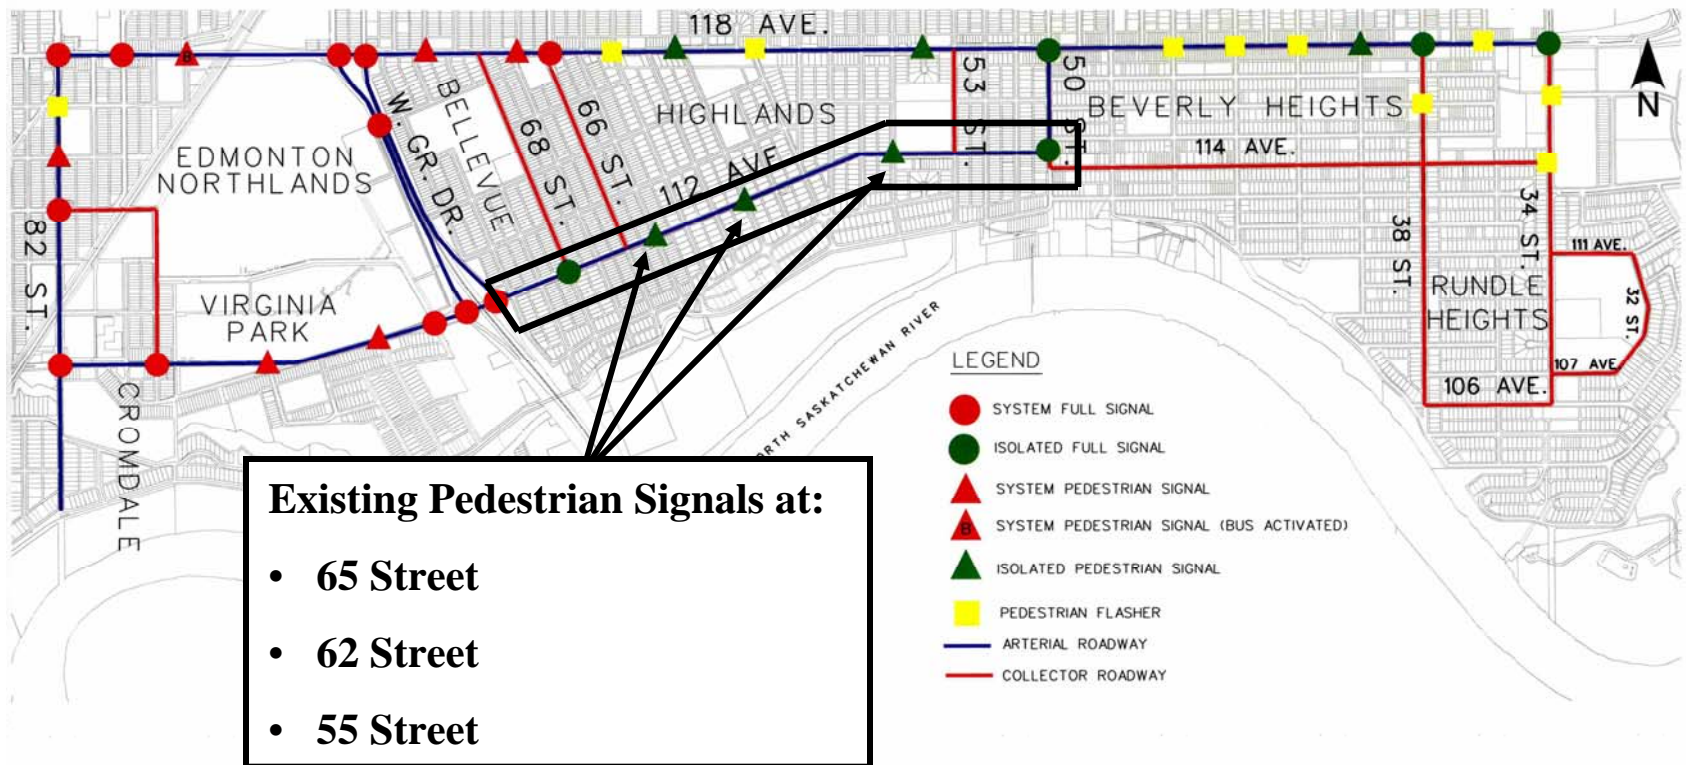 118 AVE.
53 ST.
50 ST.
N
BELLEVUE
W. GR. DR.
68 ST.
66 ST.
HIGHLANDS
BEVERLY HEIGHTS
EDMONTON
NORTHLANDS
112 AVE
114 AVE.
82 ST.
38 ST.
34 ST.
111 AVE.
32 ST.
VIRGINIA
PARK
RUNDLE
HEIGHTS
107 AVE.
106 AVE.
CROMDALE
NORTH SASKATCHEWAN RIVER
B
LEGEND
SYSTEM FULL SIGNAL
ISOLATED FULL SIGNAL
SYSTEM PEDESTRIAN SIGNAL
B SYSTEM PEDESTRIAN SIGNAL (BUS ACTIVATED)
ISOLATED PEDESTRIAN SIGNAL
PEDESTRIAN FLASHER
ARTERIAL ROADWAY
COLLECTOR ROADWAY
Existing Pedestrian Signals at:
• 65 Street
• 62 Street
• 55 Street